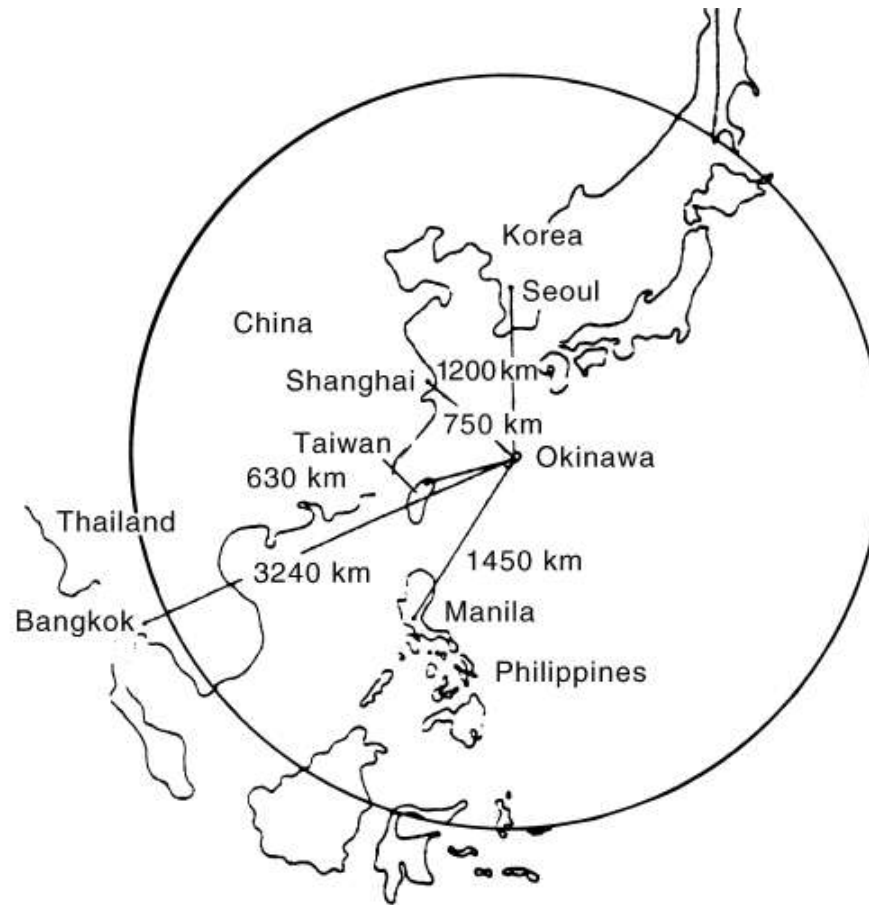 Korea
Seoul
China
1200km
Shanghai
750 km
Taiwan
Okinawa
630 km
Thailand
1450 km
3240 km
Manila
Bangkok
Philippines